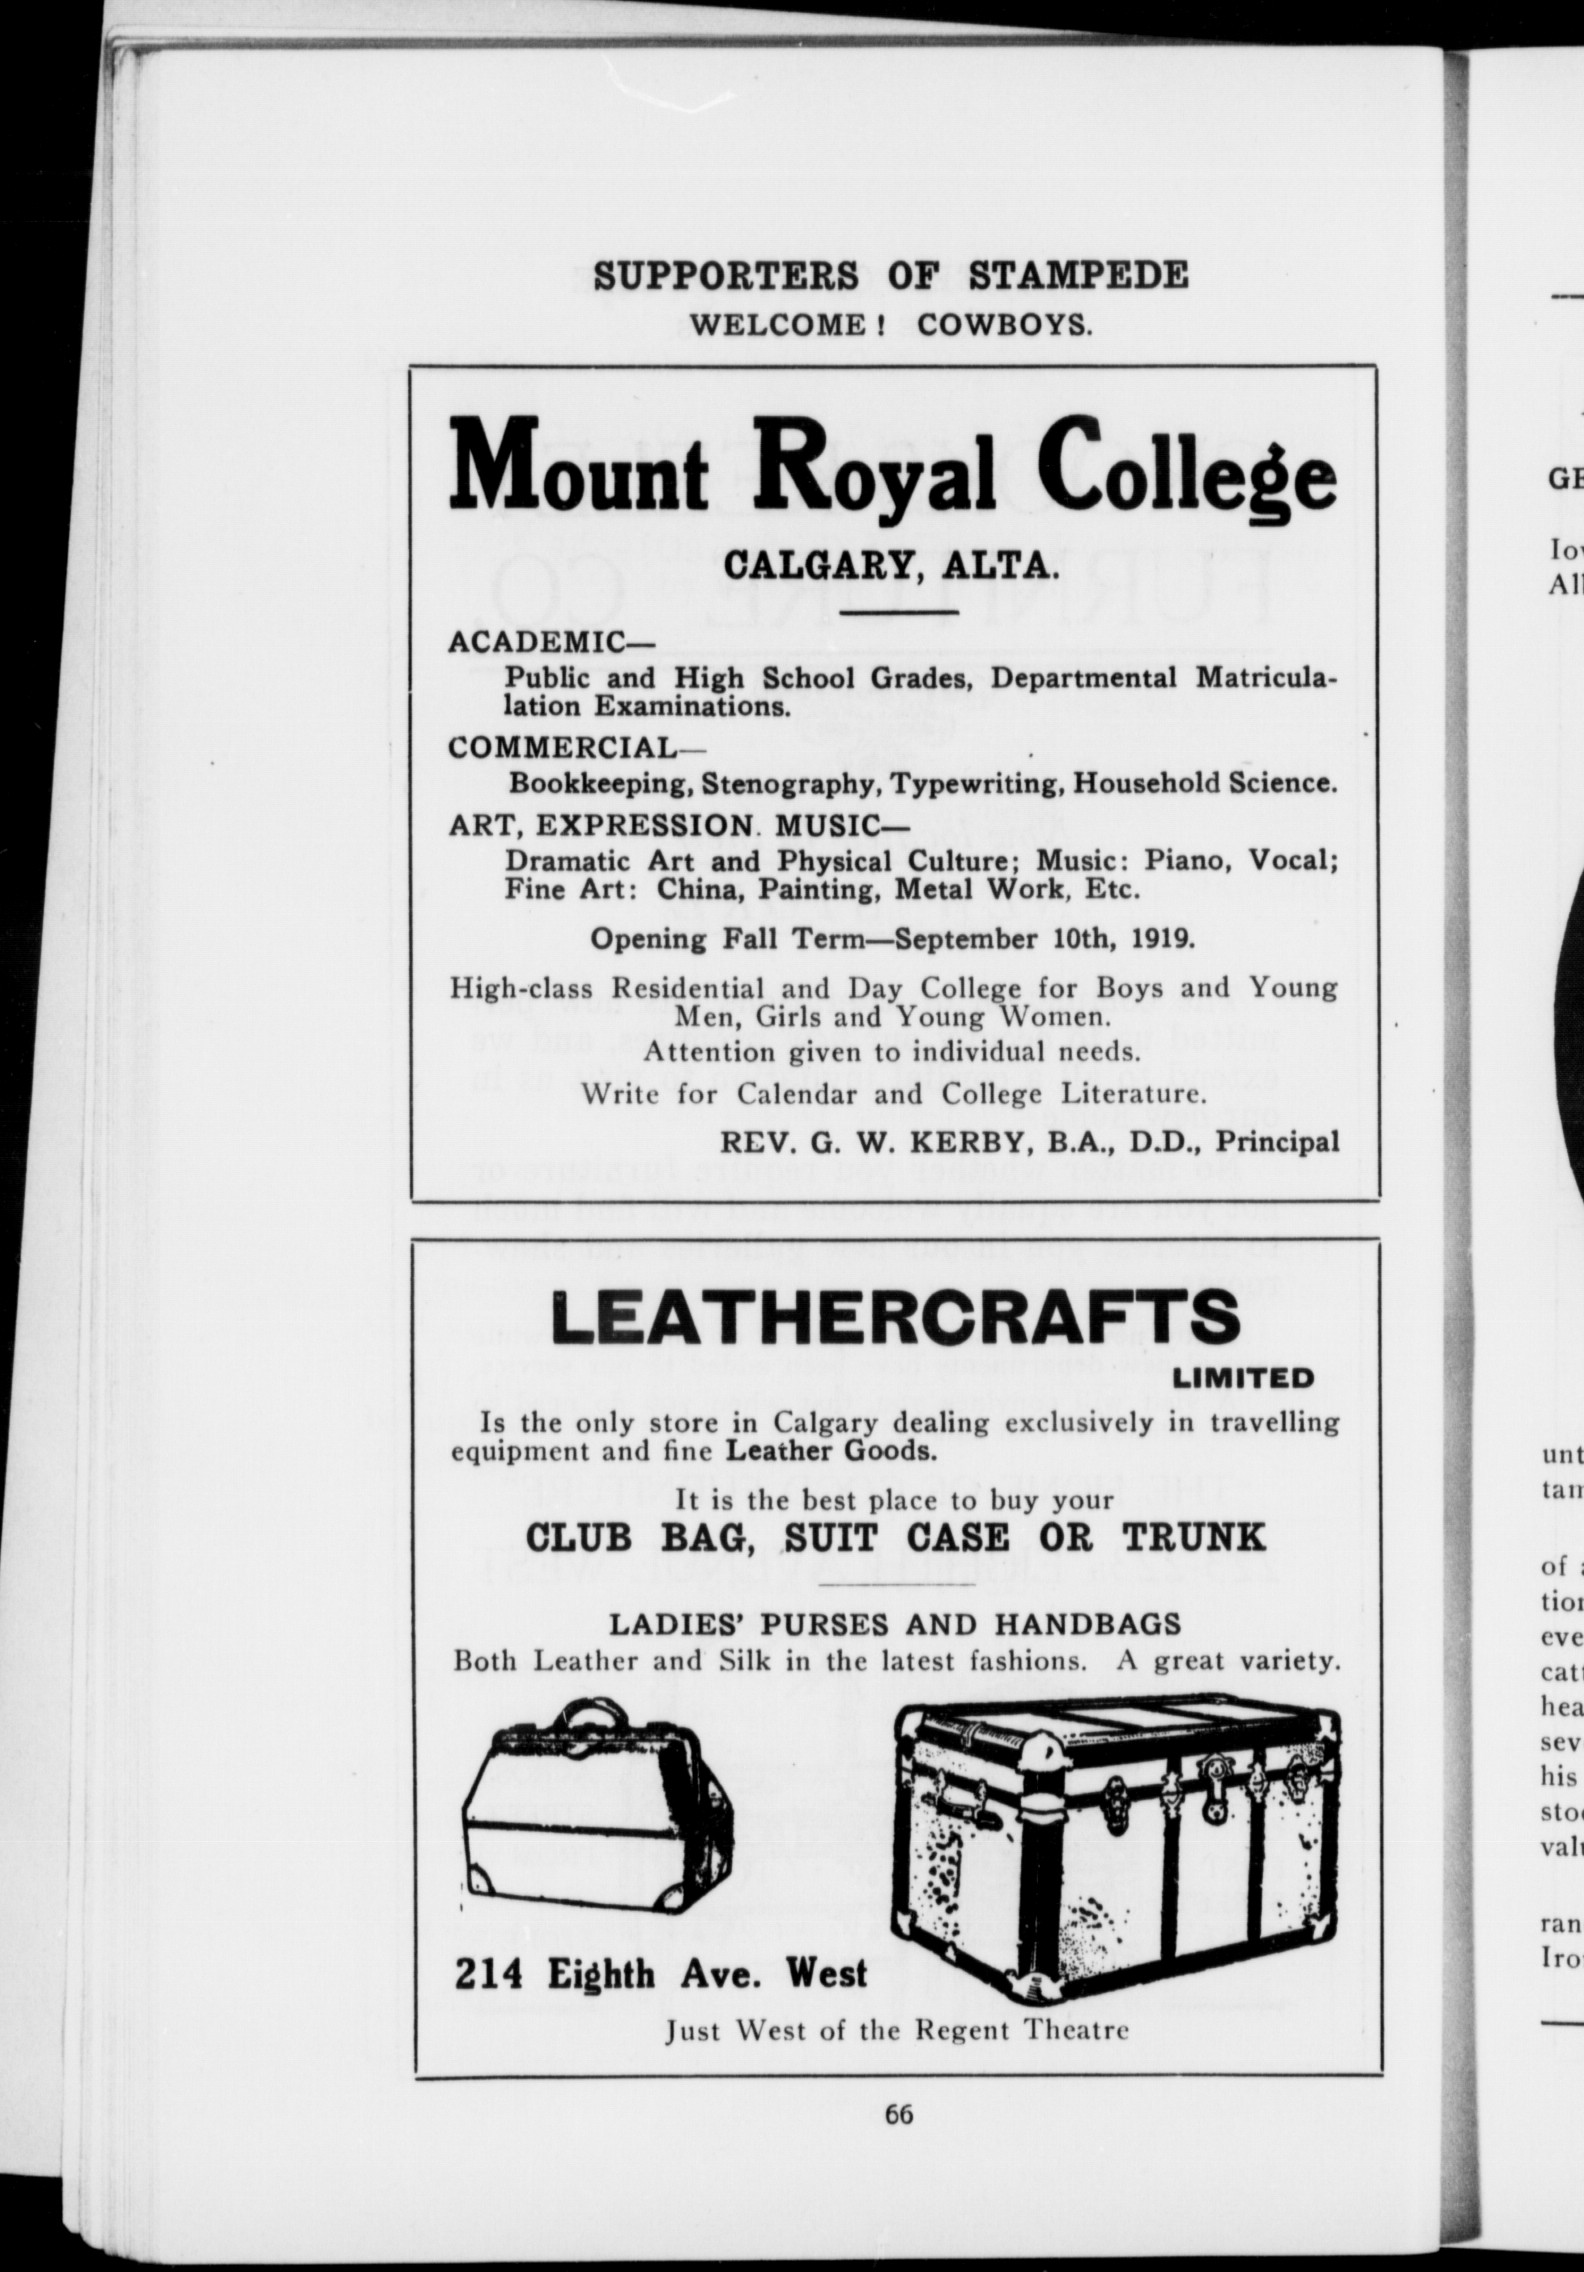 SUPPORTERS OF STAMPEDE
WELCOME! COWBOYS.
Mount Royal College
CALGARY, ALTA.
ACADEMIC—
Public and High School Grades, Departmental Matricula-
lation Examinations.
COMMERCIAL—
Bookkeeping, Stenography, Typewriting, Household Science.
ART, EXPRESSION. MUSIC—
Dramatic Art and Physical Culture; Music: Piano, Vocal;
Fine Art: China, Painting, Metal Work, Etc.
Opening Fall Term—September 10th, 1919.
High-class Residential and Day College for Boys and Young
Men, Girls and Young Women.
Attention given to individual needs.
Write for Calendar and College Literature.
REV. G. W. KERBY, B.A., D.D., Principal
LEATHERCRAFTS
LIMITED
Is the only store in Calgary dealing exclusively in travelling
equipment and fine Leather Goods.
It is the best place to buy your
CLUB BAG, SUIT CASE OR TRUNK
LADIES' PURSES AND HANDBAGS
Both Leather and Silk in the latest fashions. A great variety.
214 Eighth Ave. West
Just West of the Regent Theatre
66